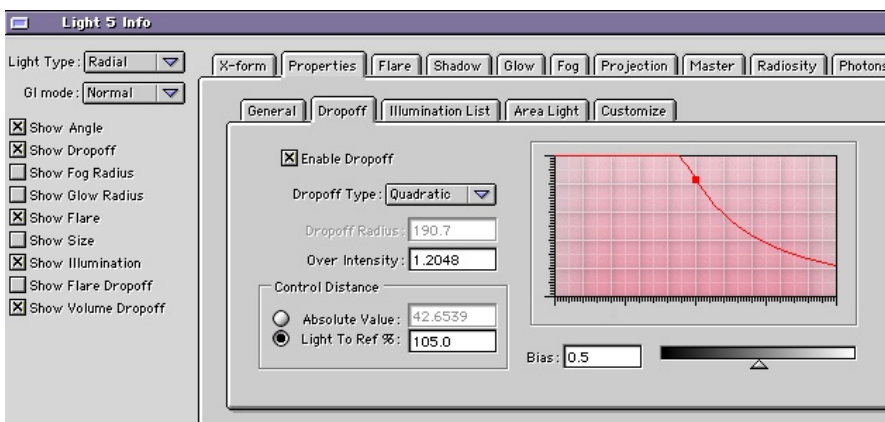 Light 5 Info
Light Type: Radial
GI mode: Normal
Show Angle
Show Dropoff
Show Fog Radius
Show Glow Radius
Show Flare
Show Size
Show Illumination
Show Flare Dropoff
Show Volume Dropoff
X-form Properties Flare Shadow Glow Fog Projection Master Radiosity Photons
General Dropoff Illumination List Area Light Customize
Enable Dropoff
Dropoff Type: Quadratic
Dropoff Radius: 190.7
Over Intensity: 1.2048
Control Distance
Absolute Value: 42.6539
Light To Ref %: 105.0
Bias: 0.5